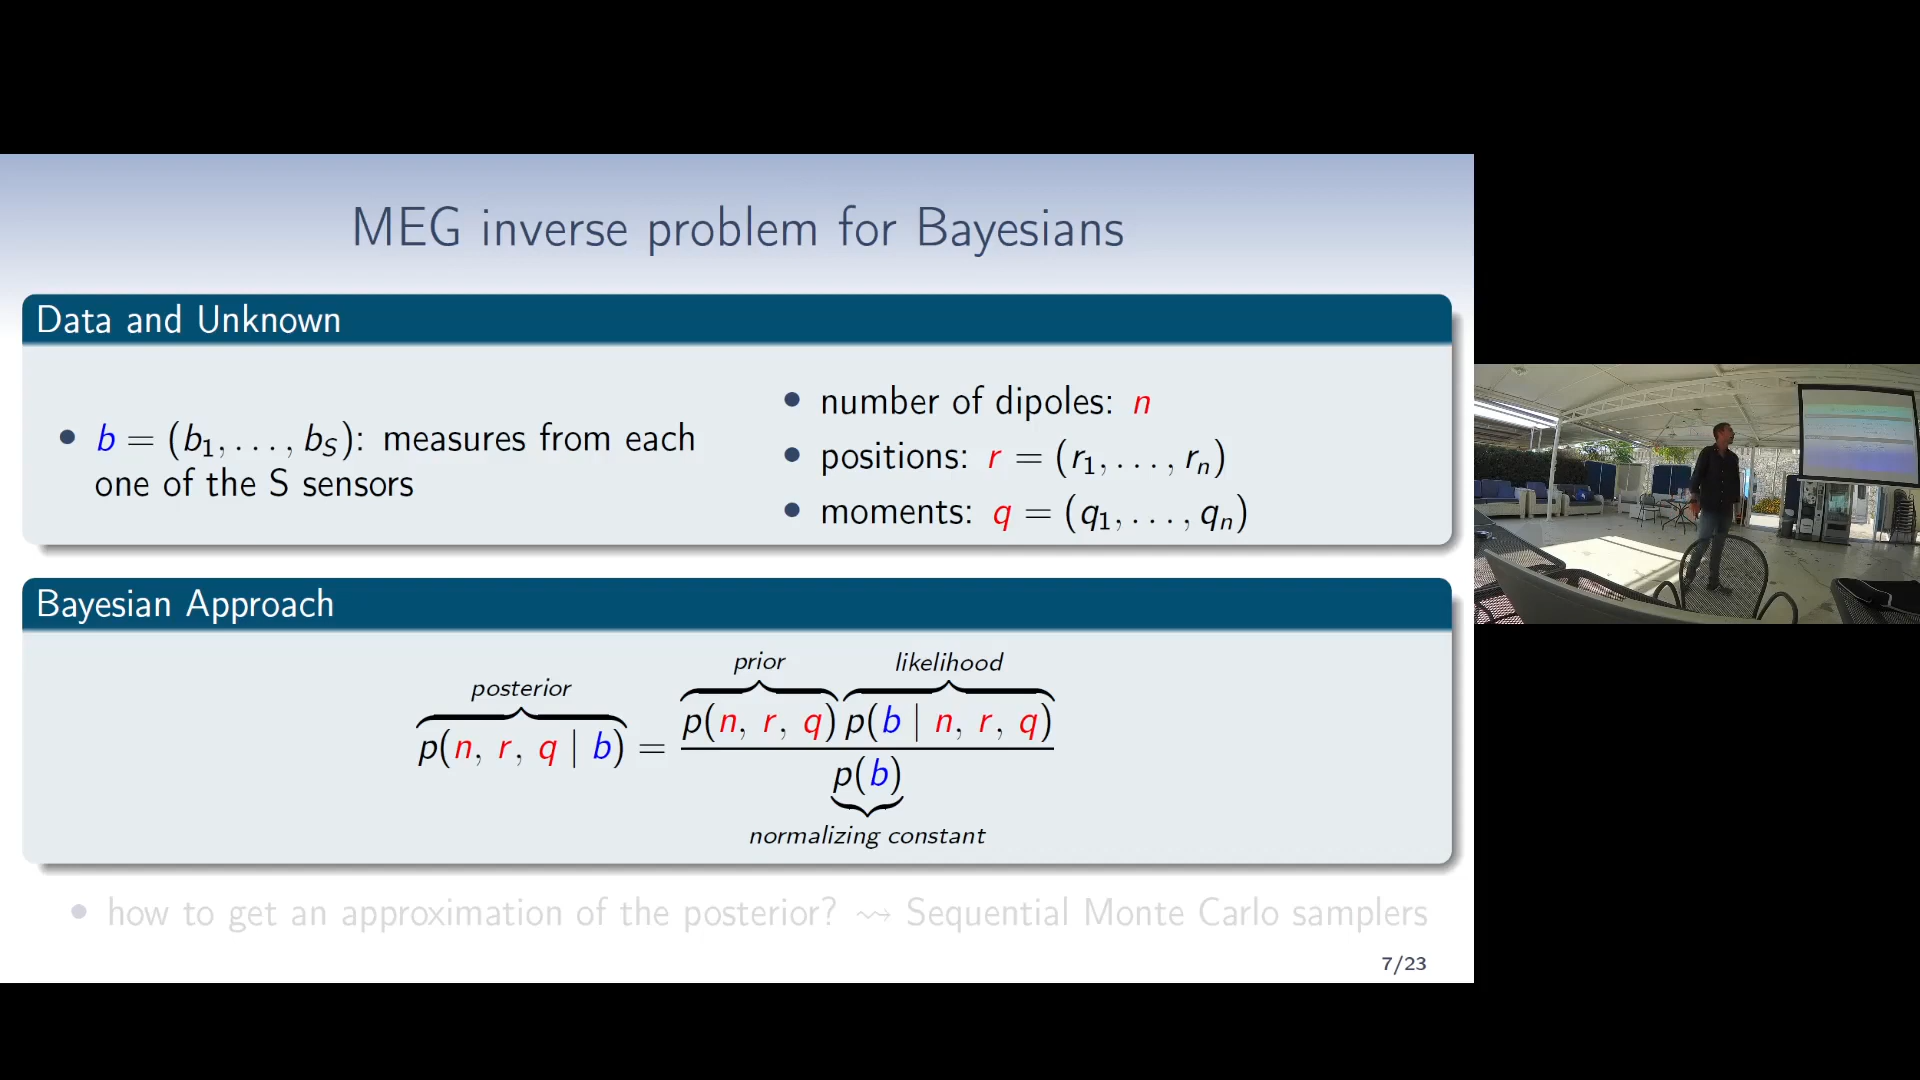 MEG inverse problem for Bayesians
Data and Unknown
• b = (b₁, . . . , b_S): measures from each
one of the S sensors
• number of dipoles: n
• positions: r = (r₁, . . . , rₙ)
• moments: q = (q₁, . . . , qₙ)
Bayesian Approach
prior likelihood
posterior
p(n, r, q) p(b | n, r, q)
p(n, r, q | b) =
p(b)
normalizing constant
• how to get an approximation of the posterior? ⇝ Sequential Monte Carlo samplers
7/23